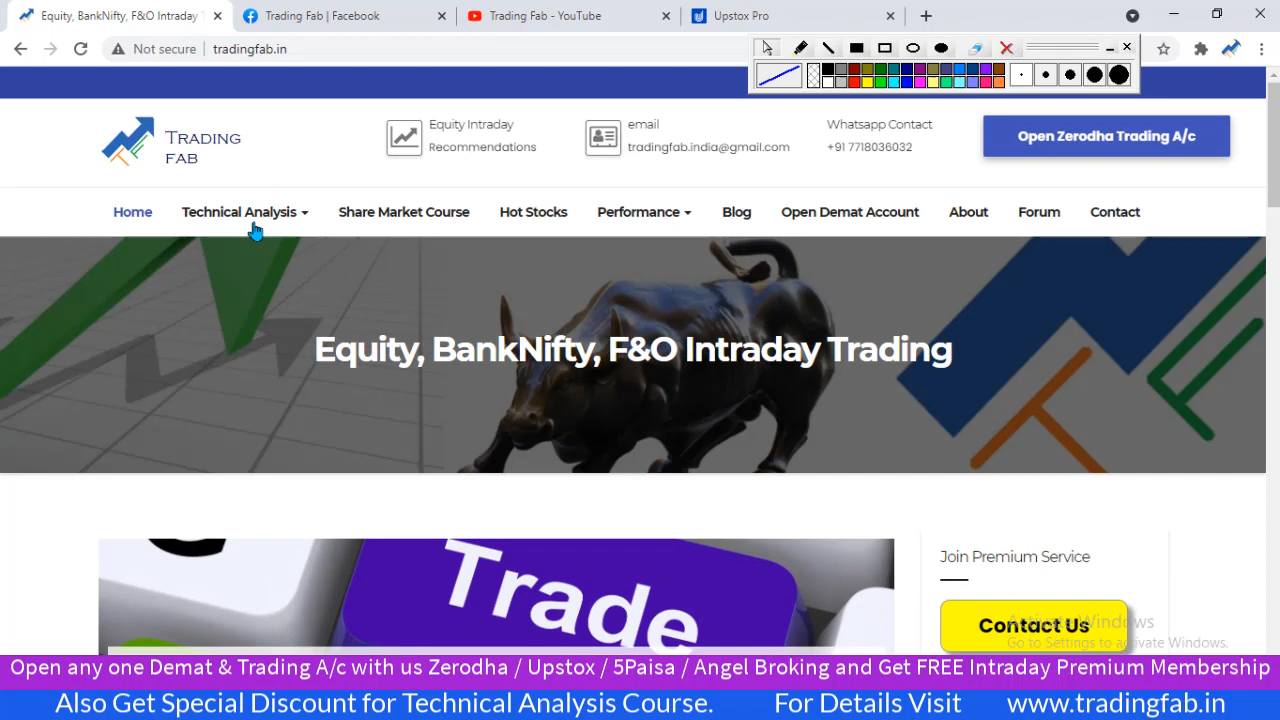 Equity, BankNifty, F&O Intraday T
Trading Fab | Facebook
Trading Fab - YouTube
Upstox Pro
Not secure
tradingfab.in
TRADING
FAB
Equity Intraday
Recommendations
email
tradingfab.india@gmail.com
Whatsapp Contact
+91 7718036032
Open Zerodha Trading A/c
Home
Technical Analysis
Share Market Course
Hot Stocks
Performance
Blog
Open Demat Account
About
Forum
Contact
Equity, BankNifty, F&O Intraday Trading
Trade
Join Premium Service
Contact Us
Activate Windows
Go to Settings to activate Windows.
Open any one Demat & Trading A/c with us Zerodha / Upstox / 5Paisa / Angel Broking and Get FREE Intraday Premium Membership
Also Get Special Discount for Technical Analysis Course. For Details Visit www.tradingfab.in